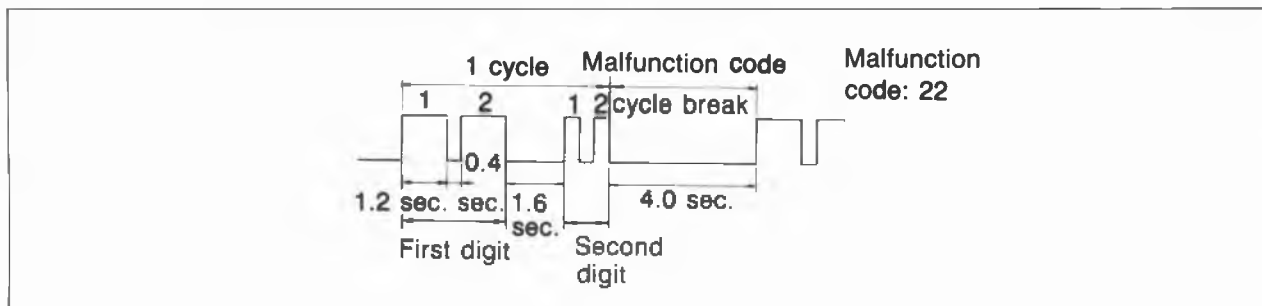 1 cycle
Malfunction code
cycle break
Malfunction
code: 22
1 2 1 2
0.4
1.2 sec. sec. 1.6
sec.
4.0 sec.
First digit
Second
digit